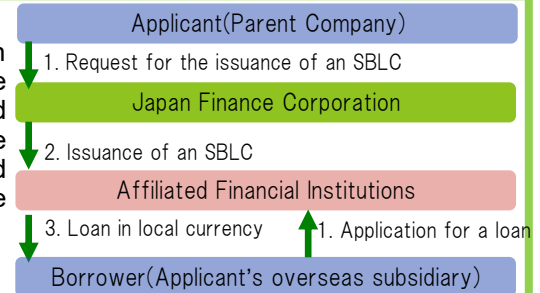 Applicant(Parent Company)
1. Request for the issuance of an SBLC
Japan Finance Corporation
2. Issuance of an SBLC
Affiliated Financial Institutions
3. Loan in local currency
1. Application for a loan
Borrower(Applicant's overseas subsidiary)